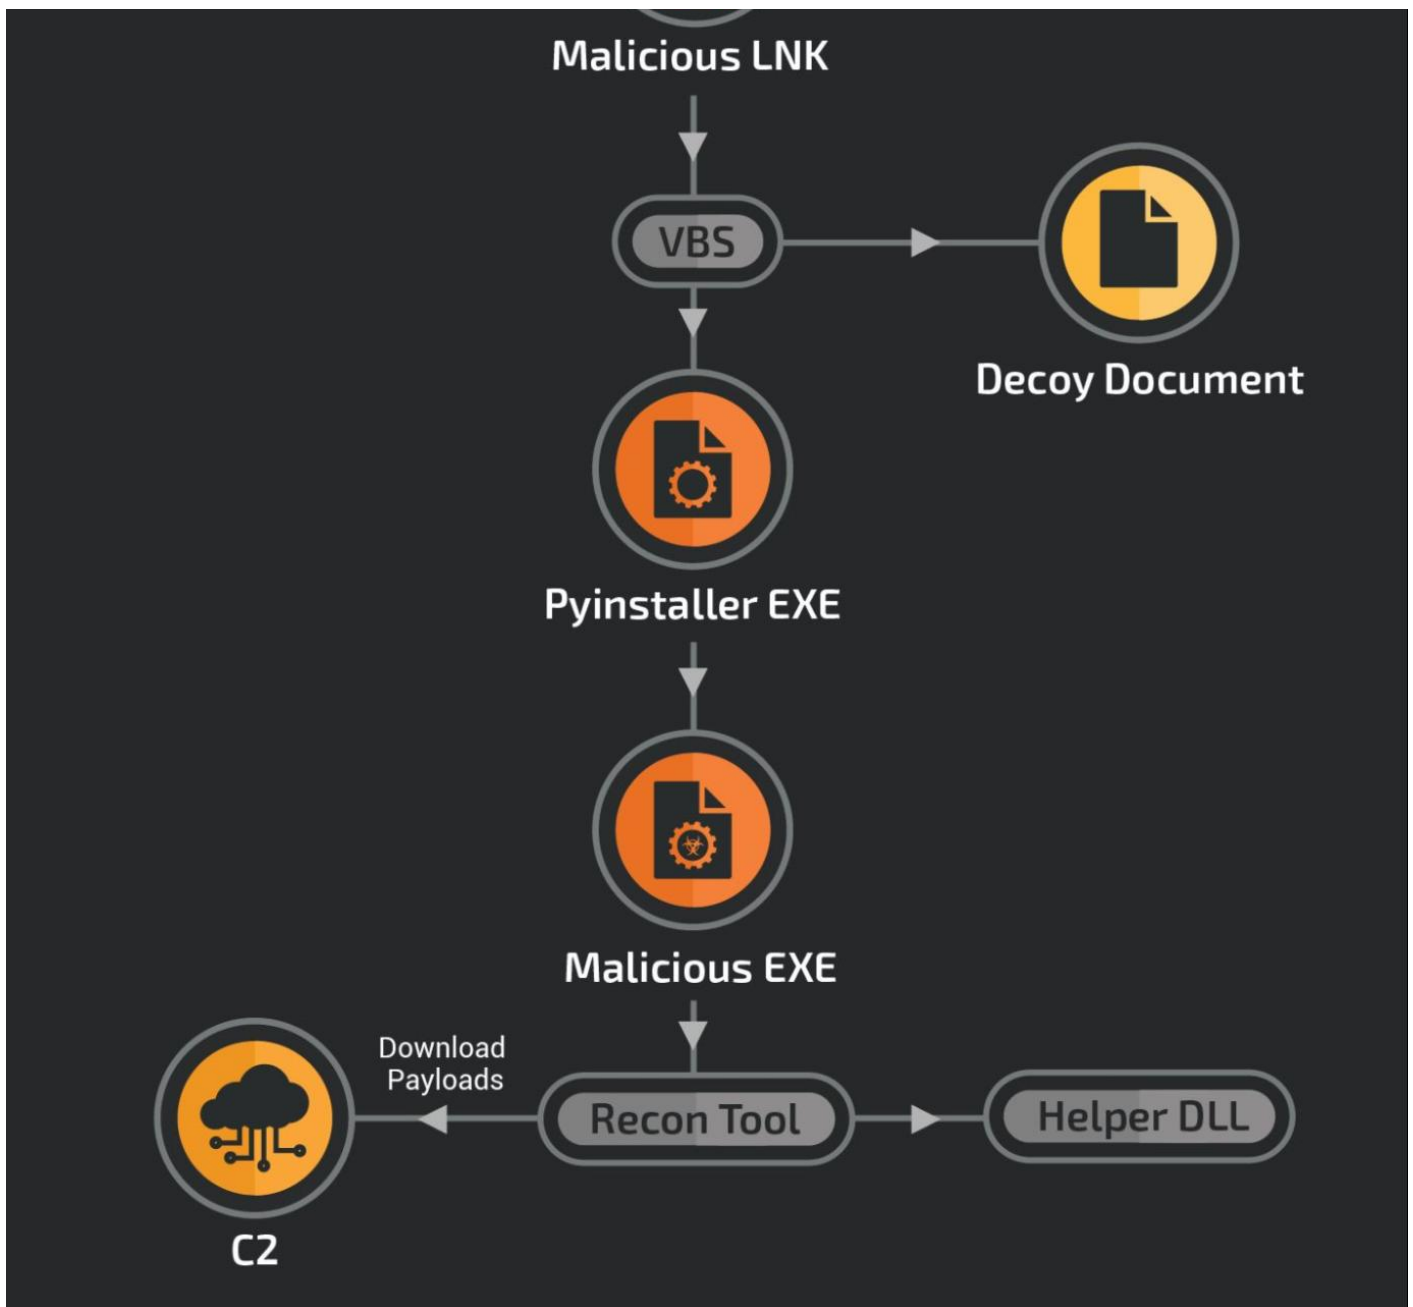 Malicious LNK
VBS
Decoy Document
Pyinstaller EXE
Malicious EXE
Download
Payloads
Recon Tool
Helper DLL
C2